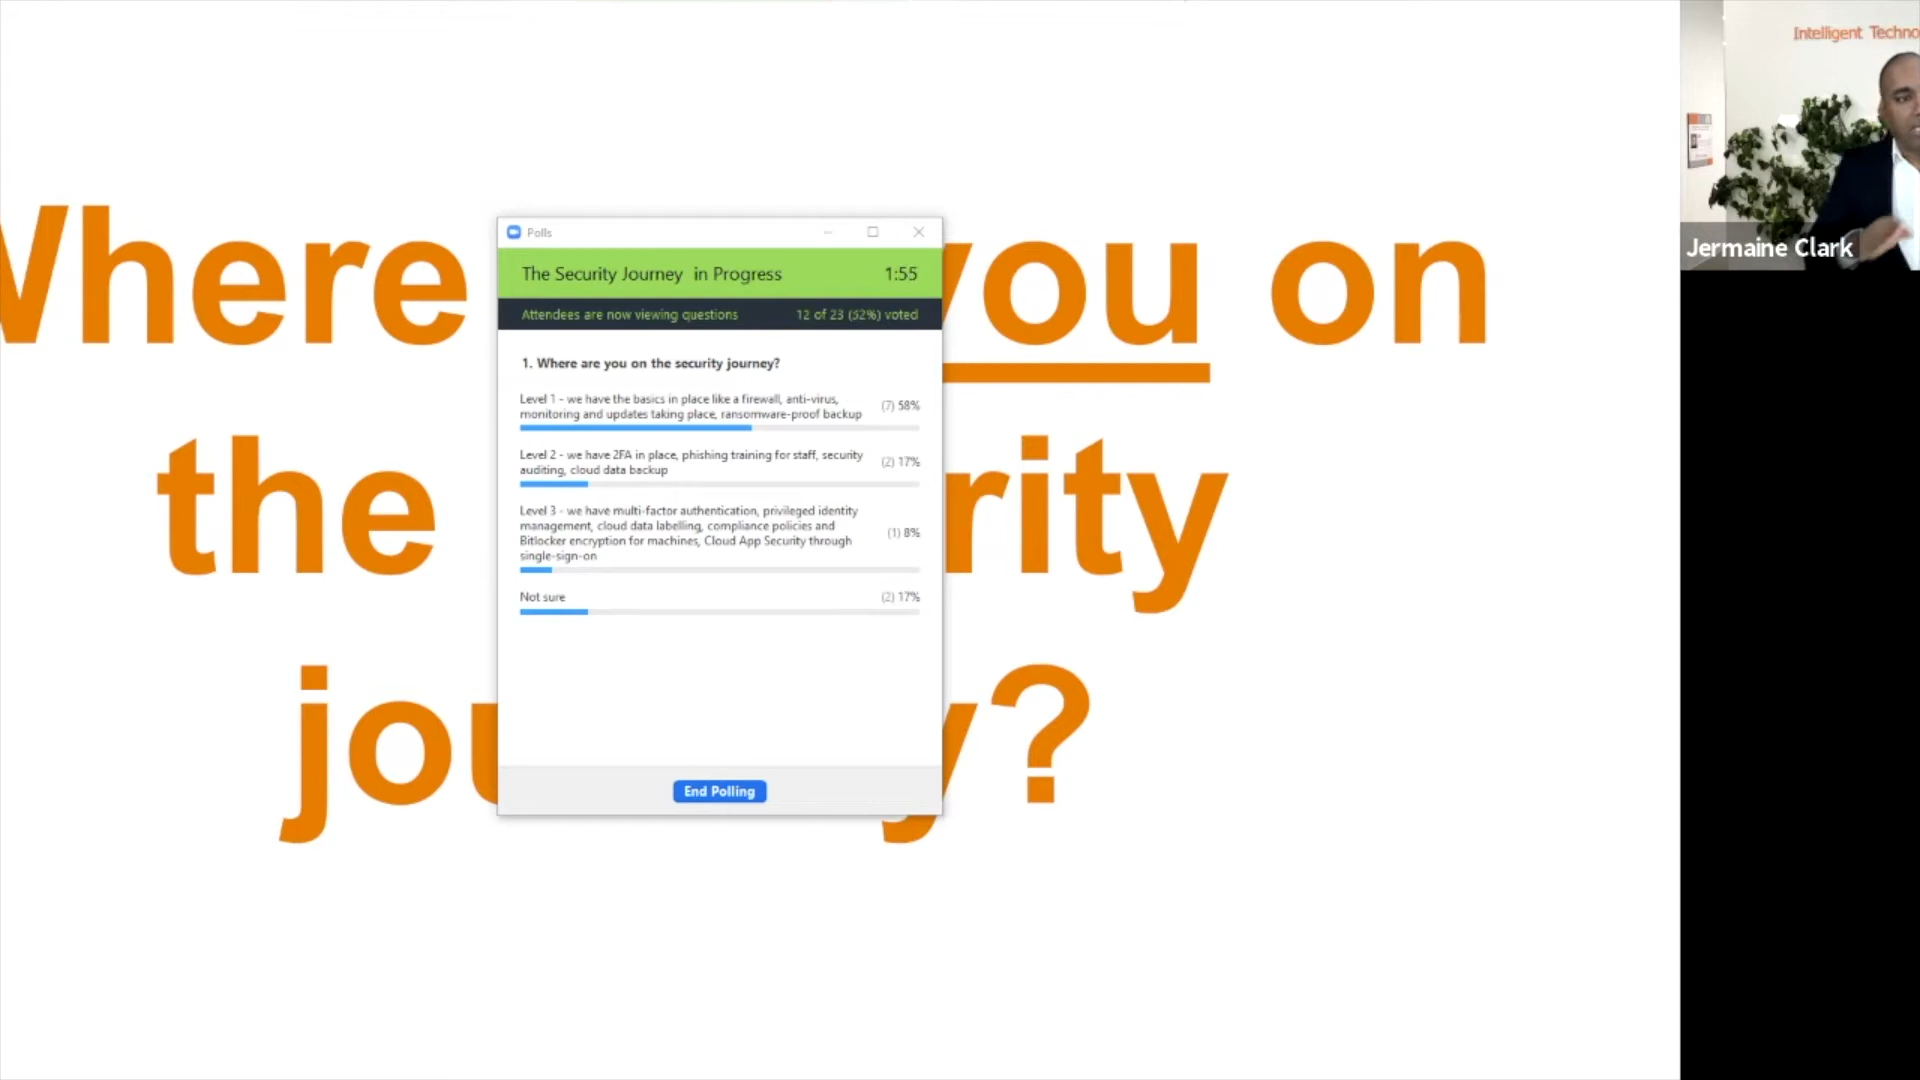 Intelligent Techno
Jermaine Clark
Where you on
the rity
jou y?
Polls
The Security Journey in Progress 1:55
Attendees are now viewing questions 12 of 23 (52%) voted
1. Where are you on the security journey?
Level 1 - we have the basics in place like a firewall, anti-virus,
monitoring and updates taking place, ransomware-proof backup
(7) 58%
Level 2 - we have 2FA in place, phishing training for staff, security
auditing, cloud data backup
(2) 17%
Level 3 - we have multi-factor authentication, privileged identity
management, cloud data labelling, compliance policies and
Bitlocker encryption for machines, Cloud App Security through
single-sign-on
(1) 8%
Not sure (2) 17%
End Polling